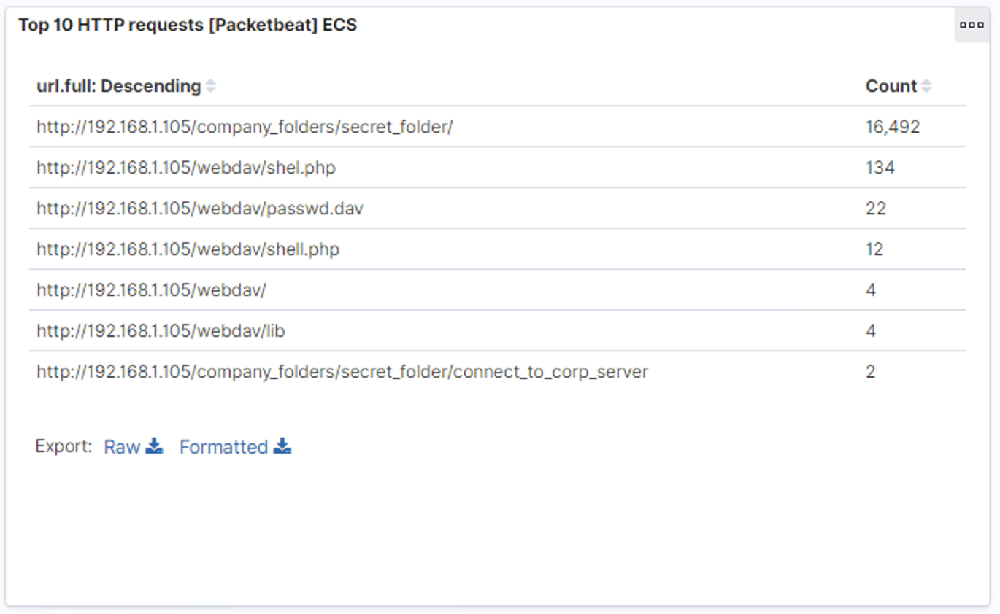 Top 10 HTTP requests [Packetbeat] ECS
url.full: Descending Count
http://192.168.1.105/company_folders/secret_folder/ 16,492
http://192.168.1.105/webdav/shel.php 134
http://192.168.1.105/webdav/passwd.dav 22
http://192.168.1.105/webdav/shell.php 12
http://192.168.1.105/webdav/ 4
http://192.168.1.105/webdav/lib 4
http://192.168.1.105/company_folders/secret_folder/connect_to_corp_server 2
Export: Raw Formatted